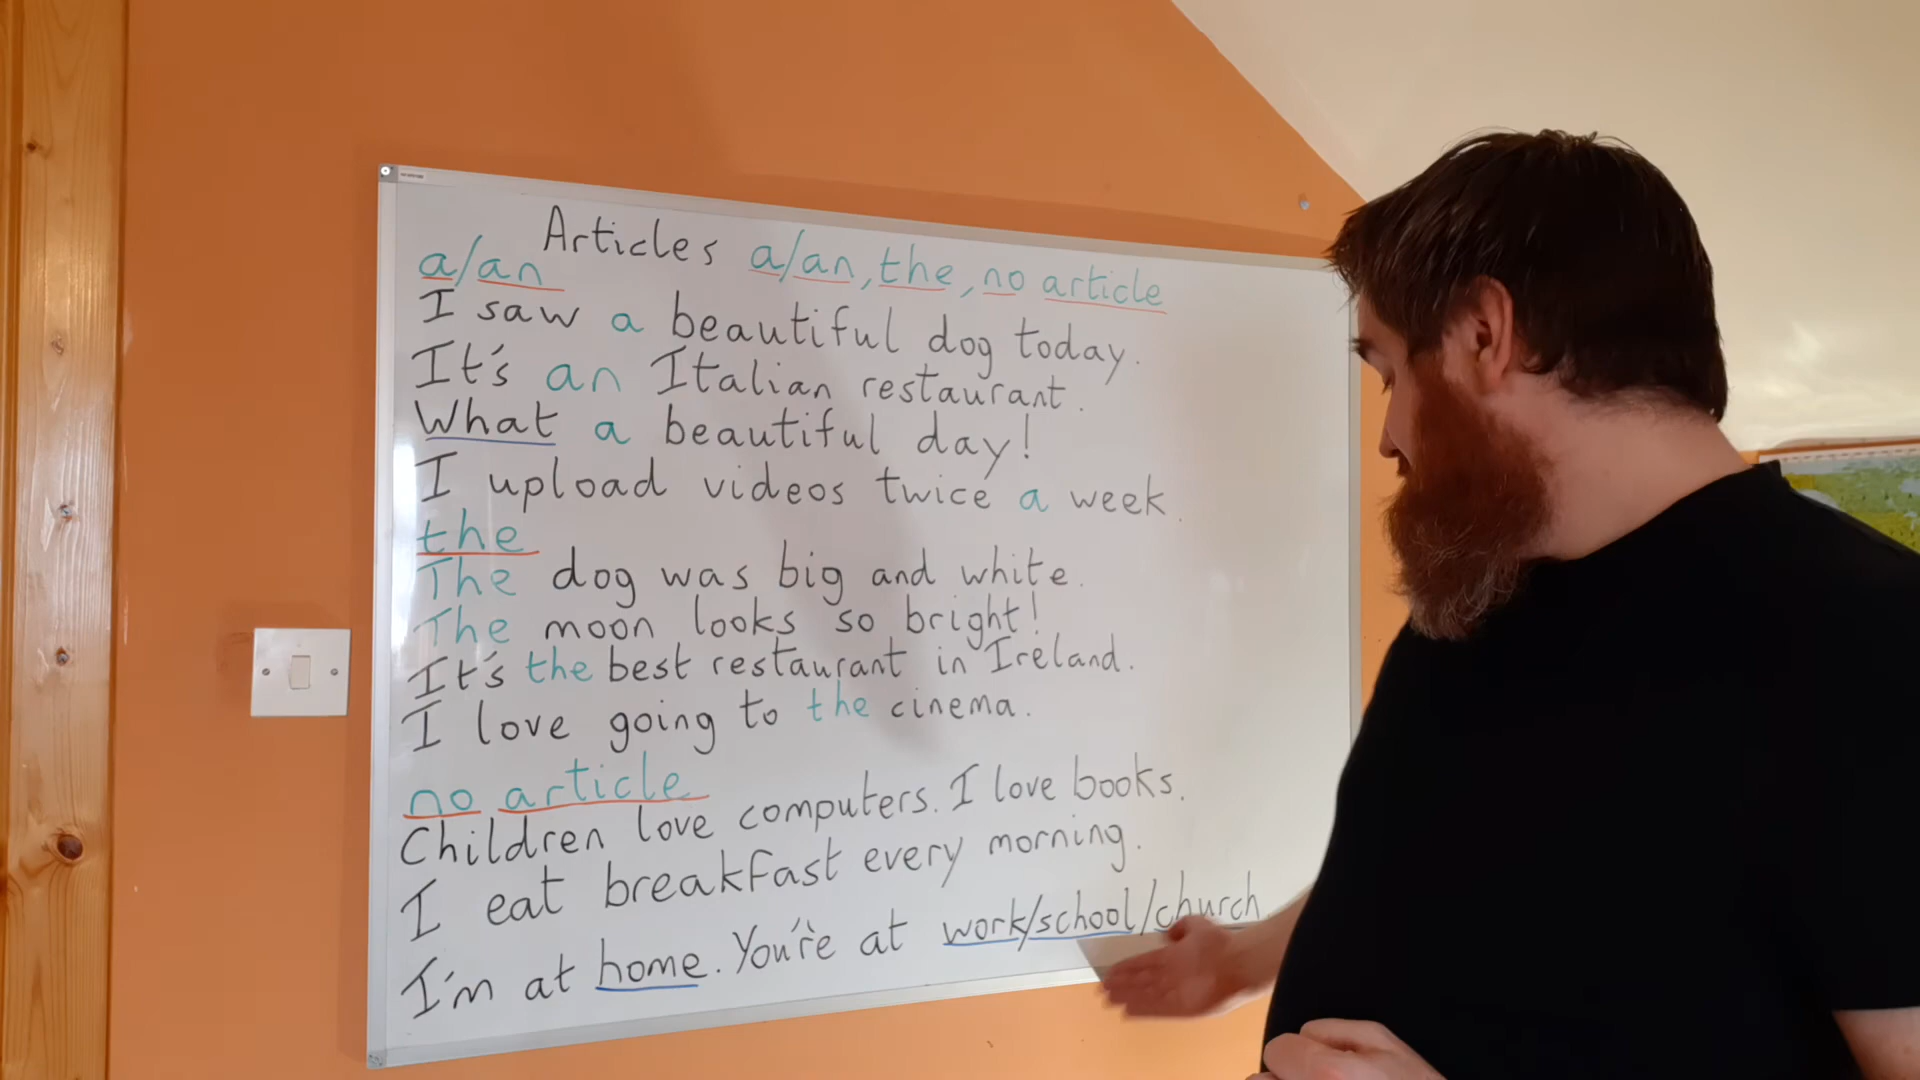 Articles a/an, the, no article
a/an
I saw a beautiful dog today.
It's an Italian restaurant.
What a beautiful day!
I upload videos twice a week.
the
The dog was big and white.
The moon looks so bright!
It's the best restaurant in Ireland.
I love going to the cinema.
no article
Children love computers. I love books.
I eat breakfast every morning.
I'm at home. You're at work/school/church.